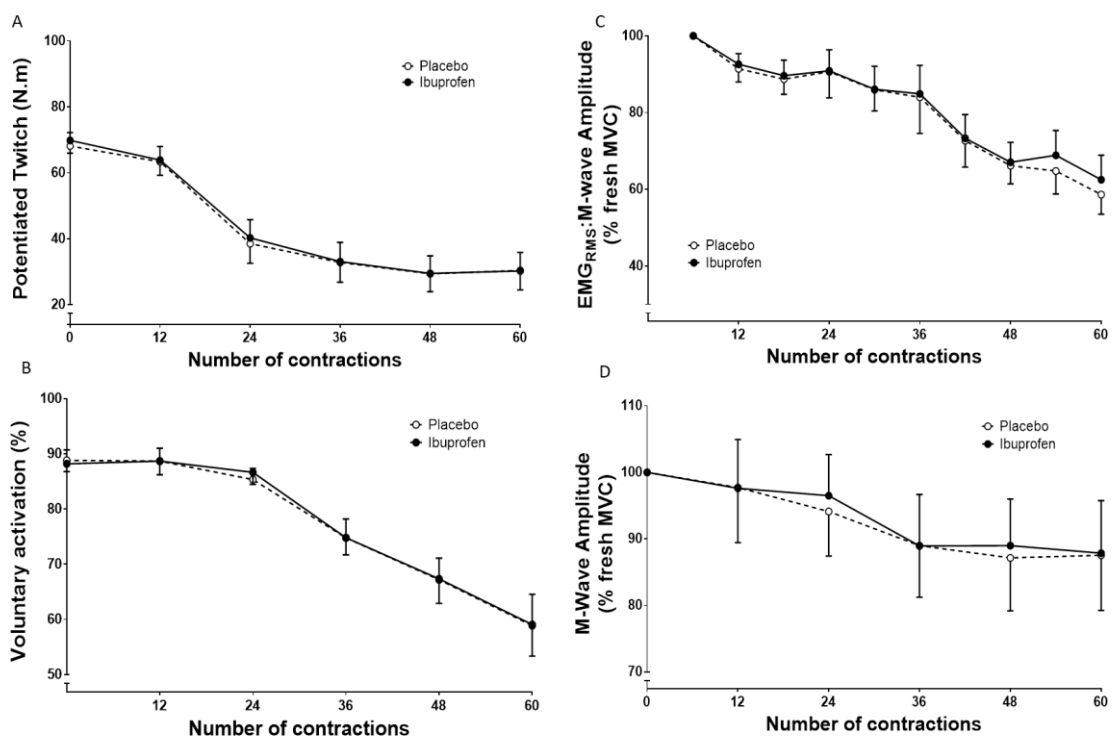 A
Potentiated Twitch (N.m)
100
80
60
40
20
Placebo
Ibuprofen
0 12 24 36 48 60
Number of contractions
B
Voluntary activation (%)
100
90
80
70
60
50
Placebo
Ibuprofen
12 24 36 48 60
Number of contractions
C
EMGRMS:M-wave Amplitude
(% fresh MVC)
100
80
60
40
Placebo
Ibuprofen
12 24 36 48 60
Number of contractions
D
M-Wave Amplitude
(% fresh MVC)
110
100
90
80
70
Placebo
Ibuprofen
0 12 24 36 48 60
Number of contractions